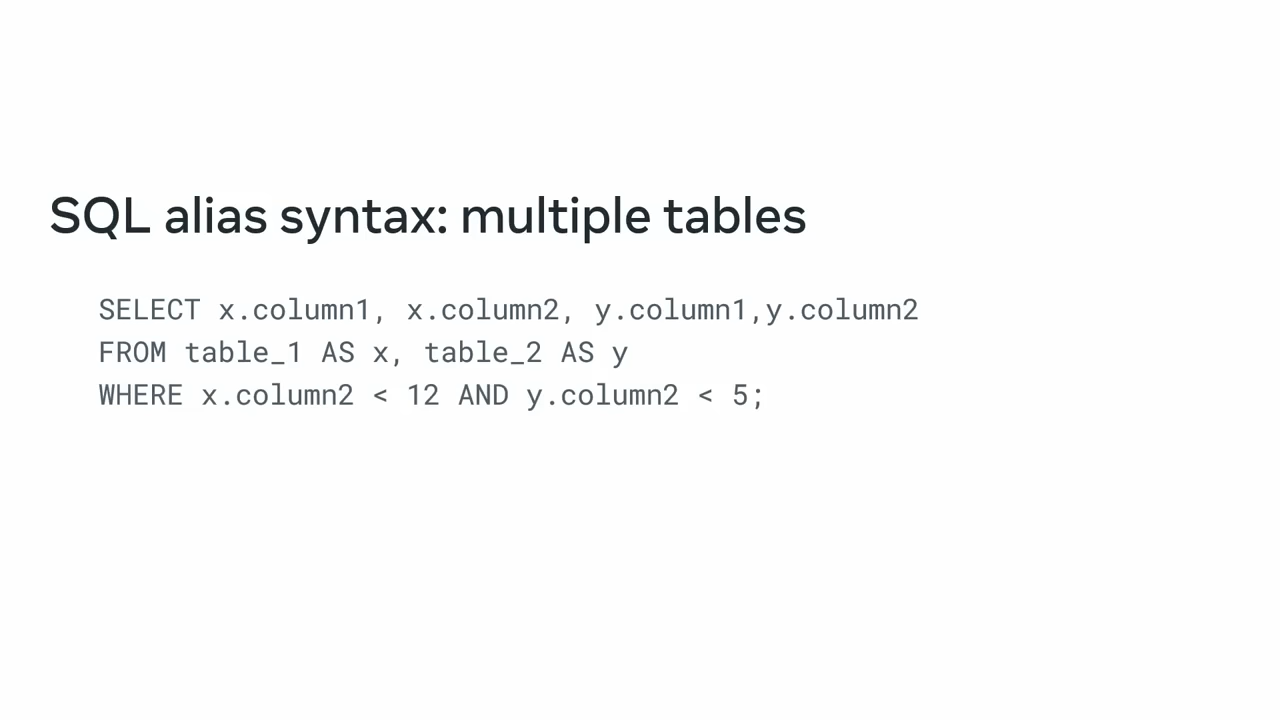 SQL alias syntax: multiple tables
SELECT x.column1, x.column2, y.column1,y.column2
FROM table_1 AS x, table_2 AS y
WHERE x.column2 < 12 AND y.column2 < 5;